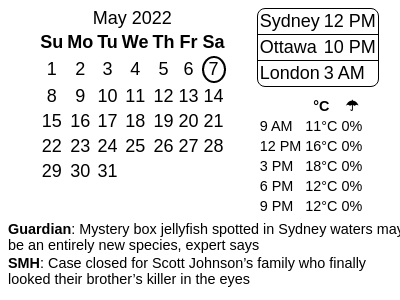 May 2022
Su Mo Tu We Th Fr Sa
1 2 3 4 5 6 7
8 9 10 11 12 13 14
15 16 17 18 19 20 21
22 23 24 25 26 27 28
29 30 31
Sydney 12 PM
Ottawa 10 PM
London 3 AM
°C ☂
9 AM 11°C 0%
12 PM 16°C 0%
3 PM 18°C 0%
6 PM 12°C 0%
9 PM 12°C 0%
Guardian: Mystery box jellyfish spotted in Sydney waters may
be an entirely new species, expert says
SMH: Case closed for Scott Johnson's family who finally
looked their brother's killer in the eyes